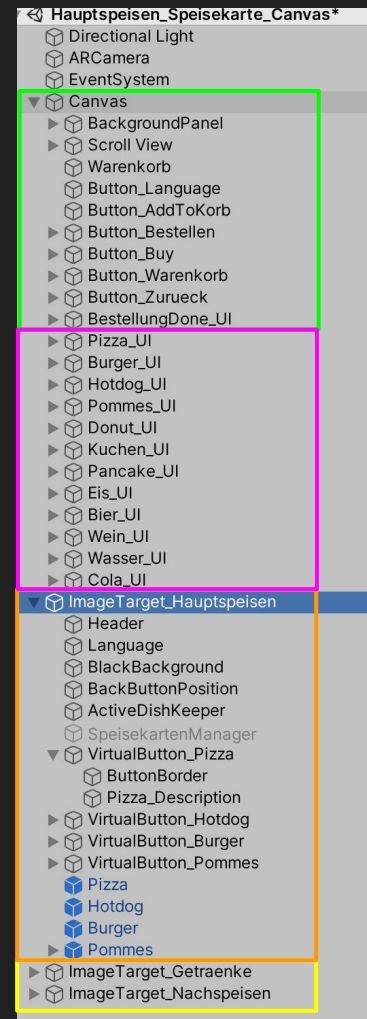 Hauptspeisen_Speisekarte_Canvas*
Directional Light
ARCamera
EventSystem
Canvas
BackgroundPanel
Scroll View
Warenkorb
Button_Language
Button_AddToKorb
Button_Bestellen
Button_Buy
Button_Warenkorb
Button_Zurueck
BestellungDone_UI
Pizza_UI
Burger_UI
Hotdog_UI
Pommes_UI
Donut_UI
Kuchen_UI
Pancake_UI
Eis_UI
Bier_UI
Wein_UI
Wasser_UI
Cola_UI
ImageTarget_Hauptspeisen
Header
Language
BlackBackground
BackButtonPosition
ActiveDishKeeper
SpeisekartenManager
VirtualButton_Pizza
ButtonBorder
Pizza_Description
VirtualButton_Hotdog
VirtualButton_Burger
VirtualButton_Pommes
Pizza
Hotdog
Burger
Pommes
ImageTarget_Getraenke
ImageTarget_Nachspeisen